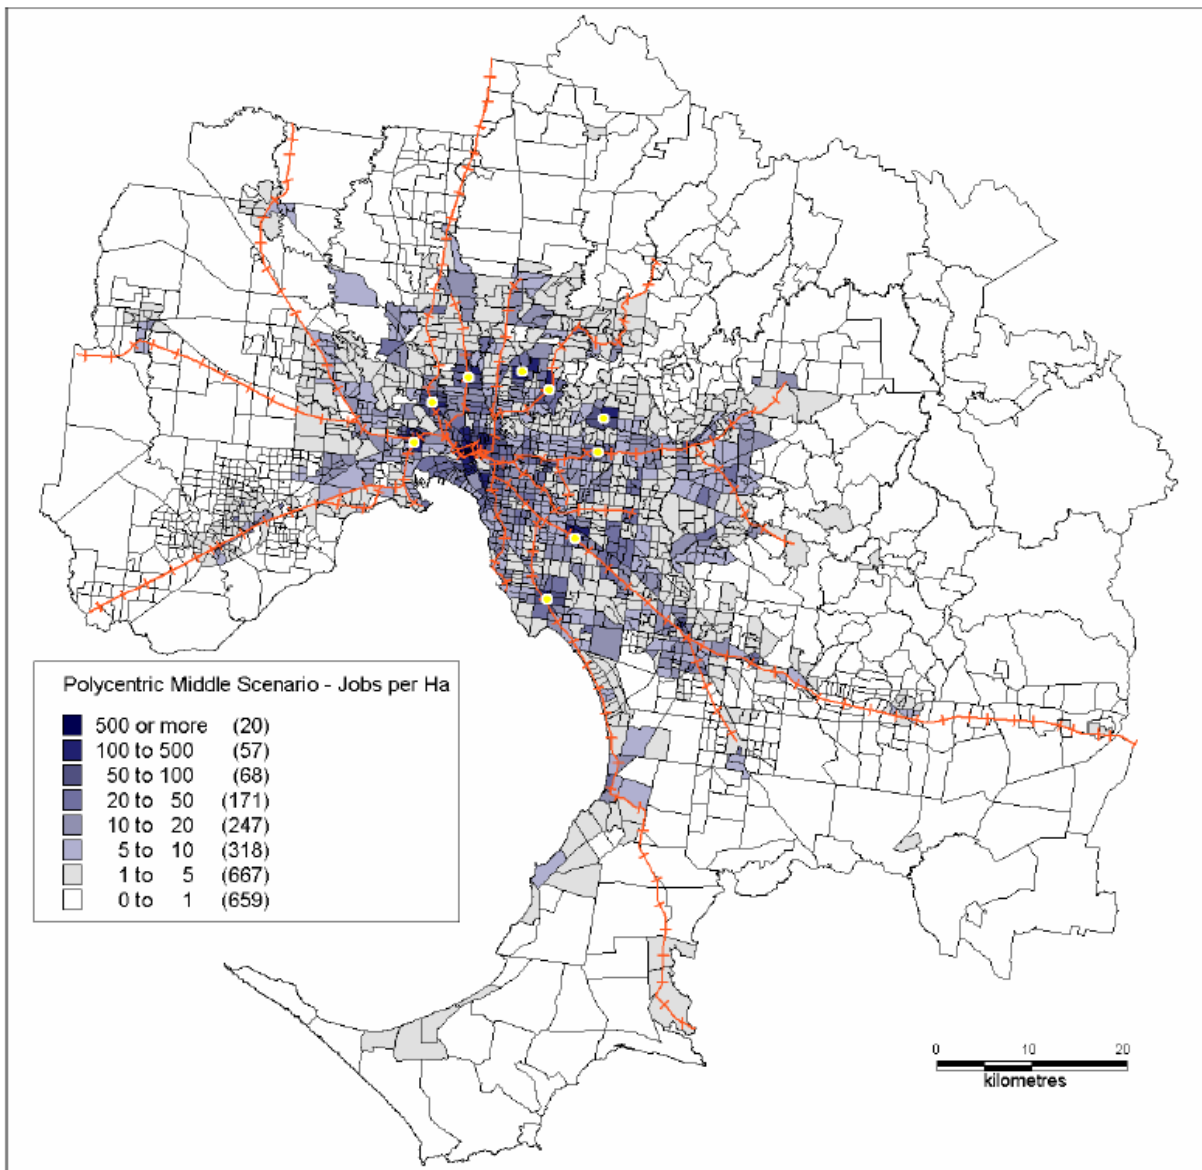 Polycentric Middle Scenario - Jobs per Ha
500 or more (20)
100 to 500 (57)
50 to 100 (68)
20 to 50 (171)
10 to 20 (247)
5 to 10 (318)
1 to 5 (667)
0 to 1 (659)
0 10 20
kilometres